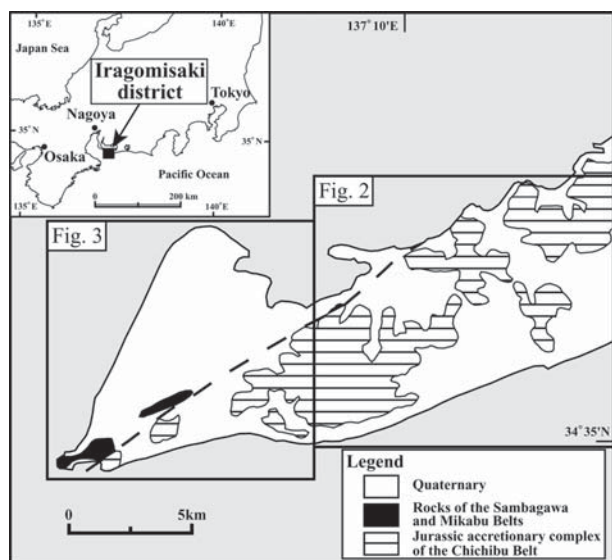 135°E
140°E
Japan Sea
Iragomisaki
district
Tokyo
Nagoya
35°N
35°N
Osaka
Pacific Ocean
0 200 km
135°E
140°E
137°10'E
Fig. 2
Fig. 3
34°35'N
0 5km
Legend
Quaternary
Rocks of the Sambagawa
and Mikabu Belts
Jurassic accretionary complex
of the Chichibu Belt